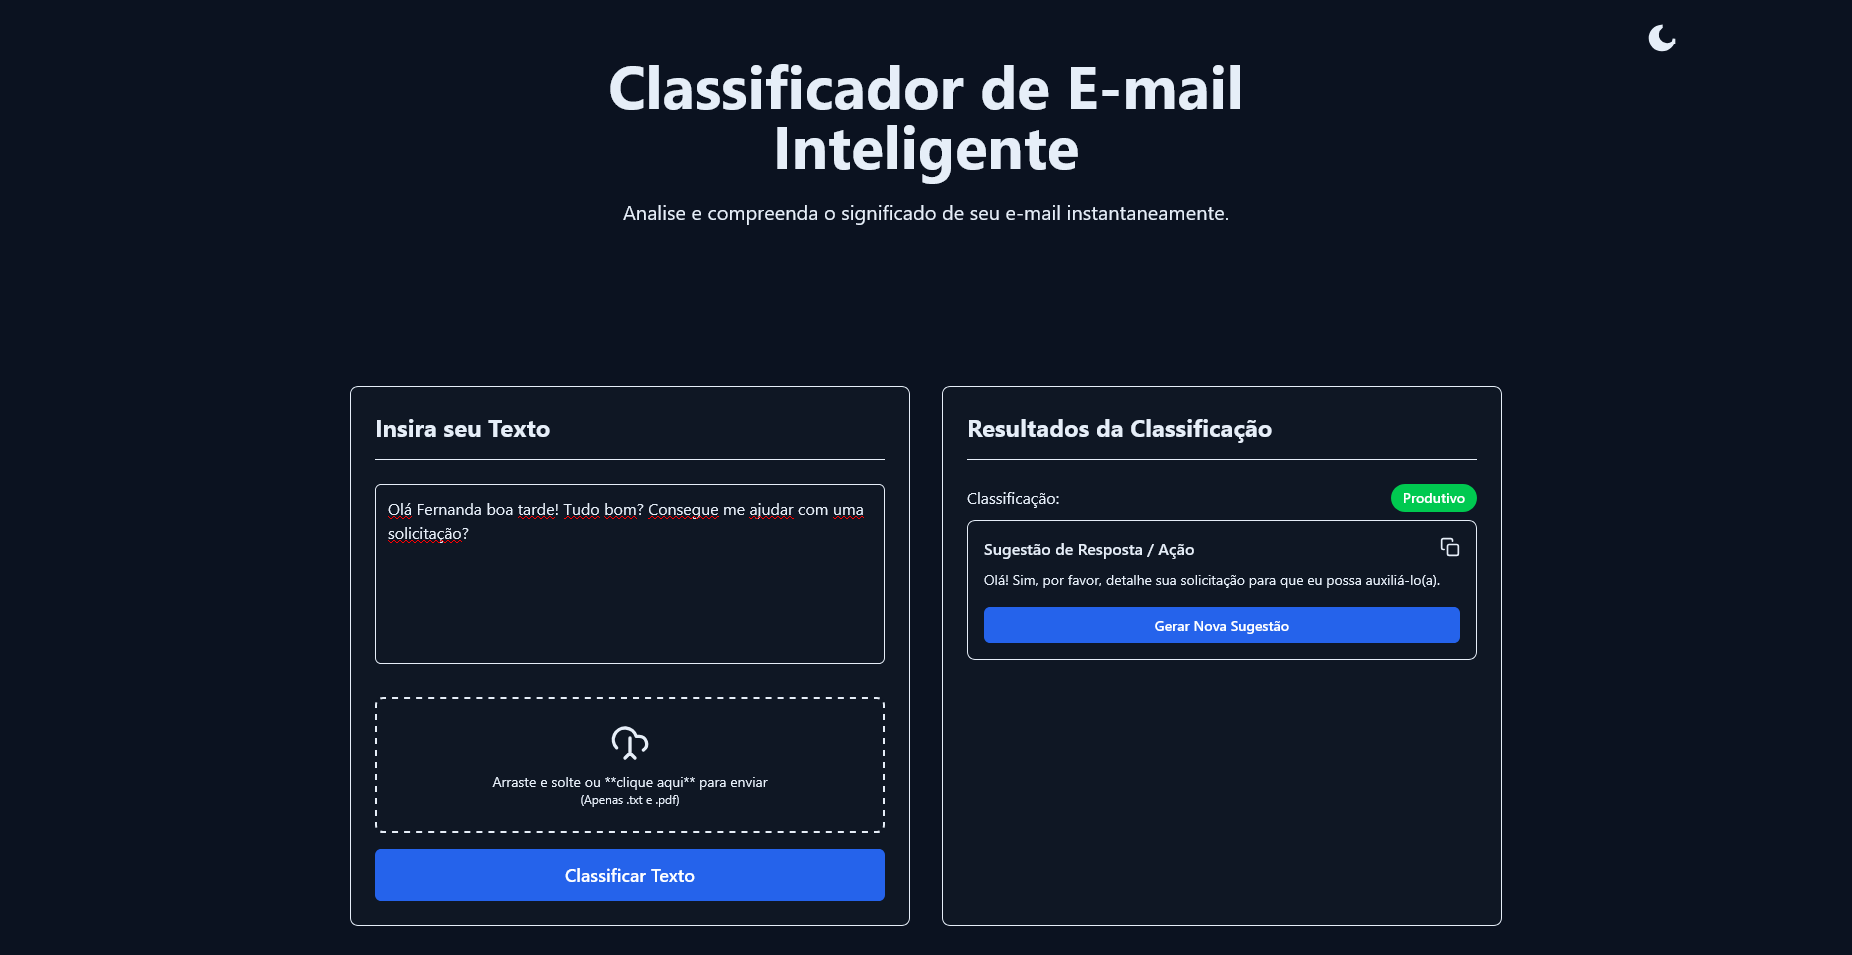 Classificador de E-mail
Inteligente
Analise e compreenda o significado de seu e-mail instantaneamente.
Insira seu Texto
Olá Fernanda boa tarde! Tudo bom? Consegue me ajudar com uma
solicitação?
Arraste e solte ou **clique aqui** para enviar
(Apenas .txt e .pdf)
Classificar Texto
Resultados da Classificação
Classificação:
Produtivo
Sugestão de Resposta / Ação
Olá! Sim, por favor, detalhe sua solicitação para que eu possa auxiliá-lo(a).
Gerar Nova Sugestão